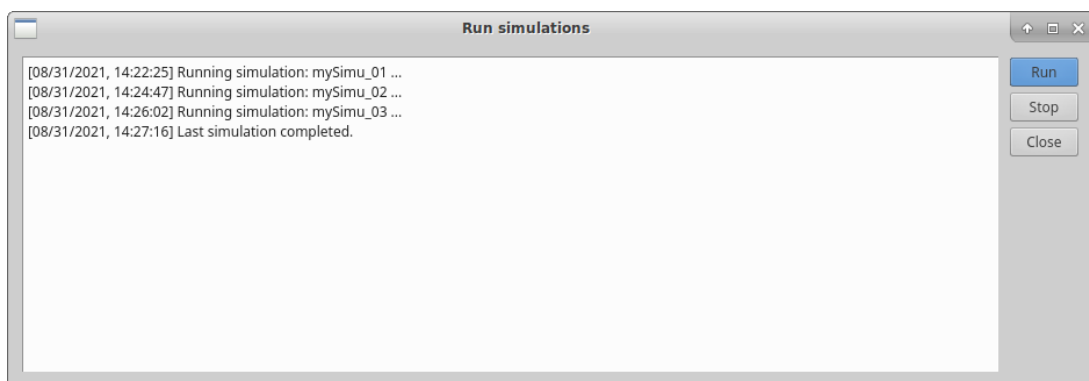 Run simulations
[08/31/2021, 14:22:25] Running simulation: mySimu_01 ...
[08/31/2021, 14:24:47] Running simulation: mySimu_02 ...
[08/31/2021, 14:26:02] Running simulation: mySimu_03 ...
[08/31/2021, 14:27:16] Last simulation completed.
Run
Stop
Close